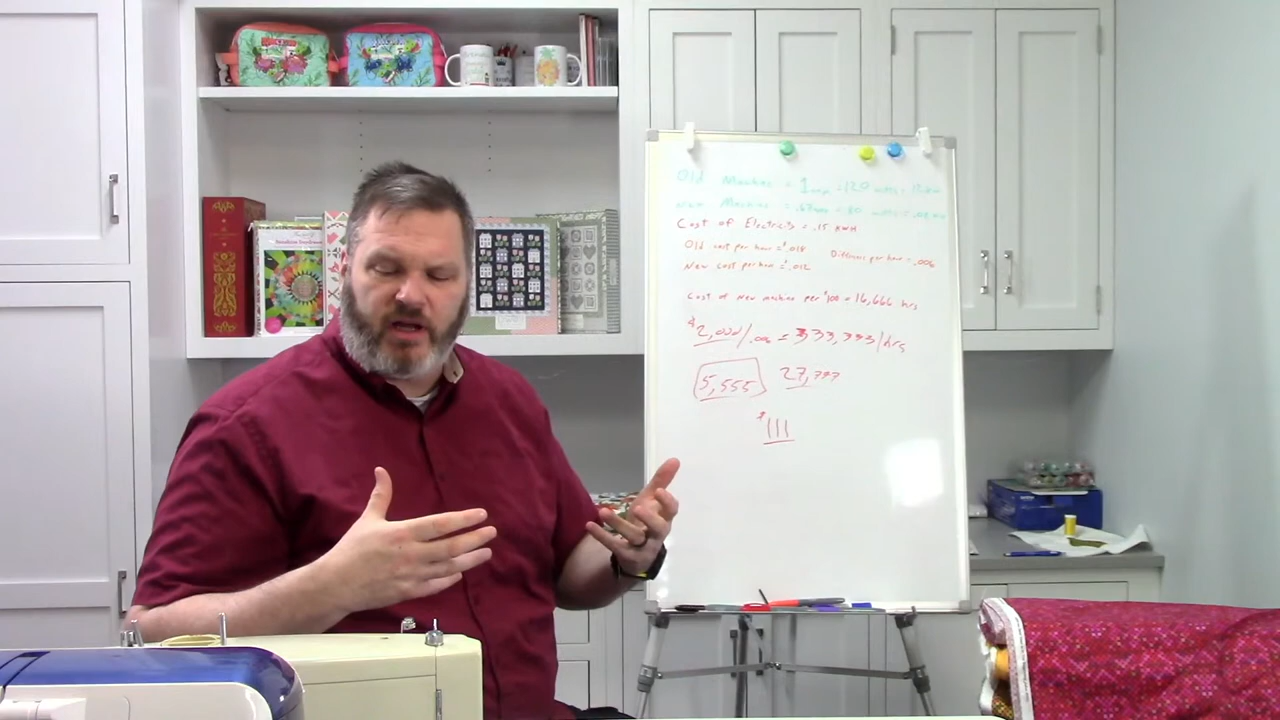 Old Machine = 1 amp = 120 watts = .12 kw
New Machine = .67 amp = 80 watts = .08 kw
Cost of Electricity = .15 KWH
Old cost per hour = $.018
Difference per hour = .006
New cost per hour = $.012
Cost of New machine per $100 = 16,666 hrs
$2,000/.006 = 333,333/hrs
5,555 27,777
$111